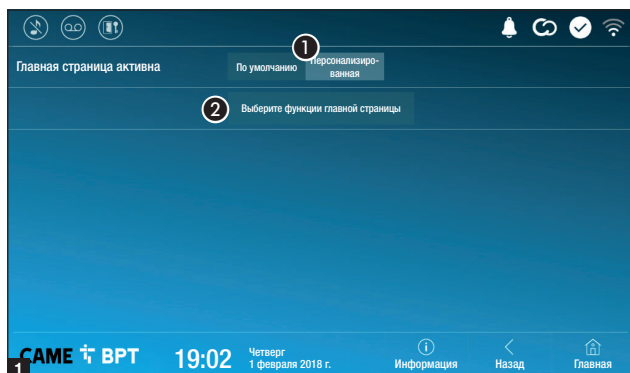 1
Главная страница активна
По умолчанию
Персонализиро-
ванная
2
Выберите функции главной страницы
1
CAME BPT
19:02
Четверг
1 февраля 2018 г.
Информация
Назад
Главная